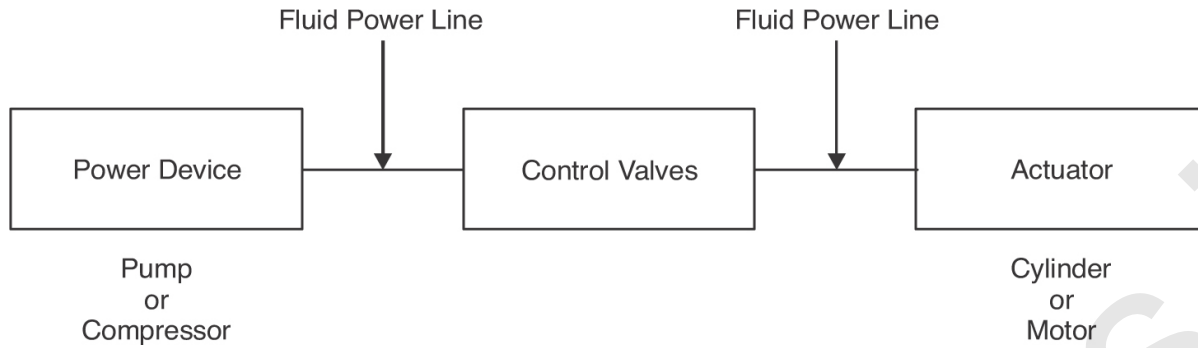 Fluid Power Line
Fluid Power Line
Power Device
Control Valves
Actuator
Pump
or
Compressor
Cylinder
or
Motor